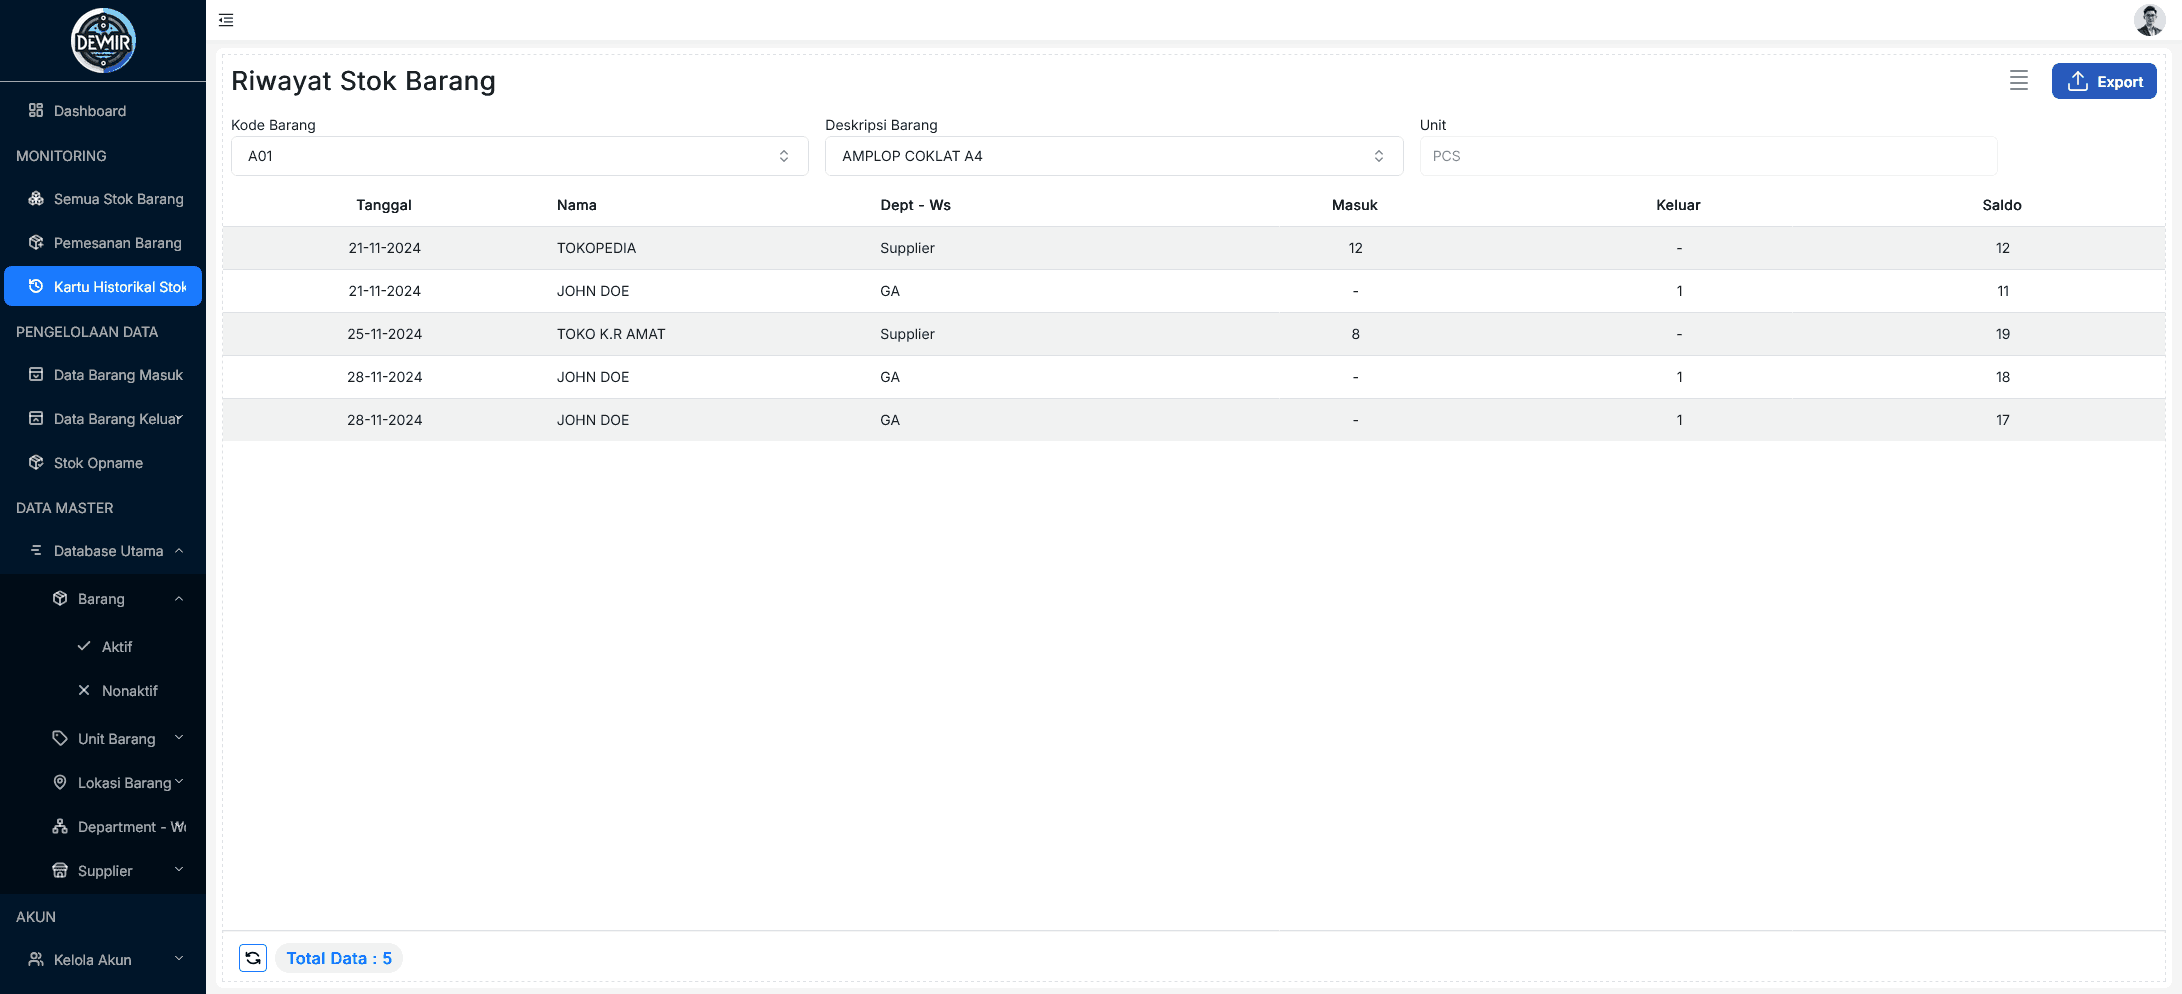 DEVMIR
Dashboard
MONITORING
Semua Stok Barang
Pemesanan Barang
Kartu Historikal Stok
PENGELOLAAN DATA
Data Barang Masuk
Data Barang Keluar
Stok Opname
DATA MASTER
Database Utama
Barang
Aktif
Nonaktif
Unit Barang
Lokasi Barang
Department -
Supplier
AKUN
Kelola Akun
Riwayat Stok Barang
Export
Kode Barang Deskripsi Barang Unit
A01 AMPLOP COKLAT A4 PCS
Tanggal Nama Dept - Ws Masuk Keluar Saldo
21-11-2024 TOKOPEDIA Supplier 12 - 12
21-11-2024 JOHN DOE GA - 1 11
25-11-2024 TOKO K.R AMAT Supplier 8 - 19
28-11-2024 JOHN DOE GA - 1 18
28-11-2024 JOHN DOE GA - 1 17
Total Data : 5